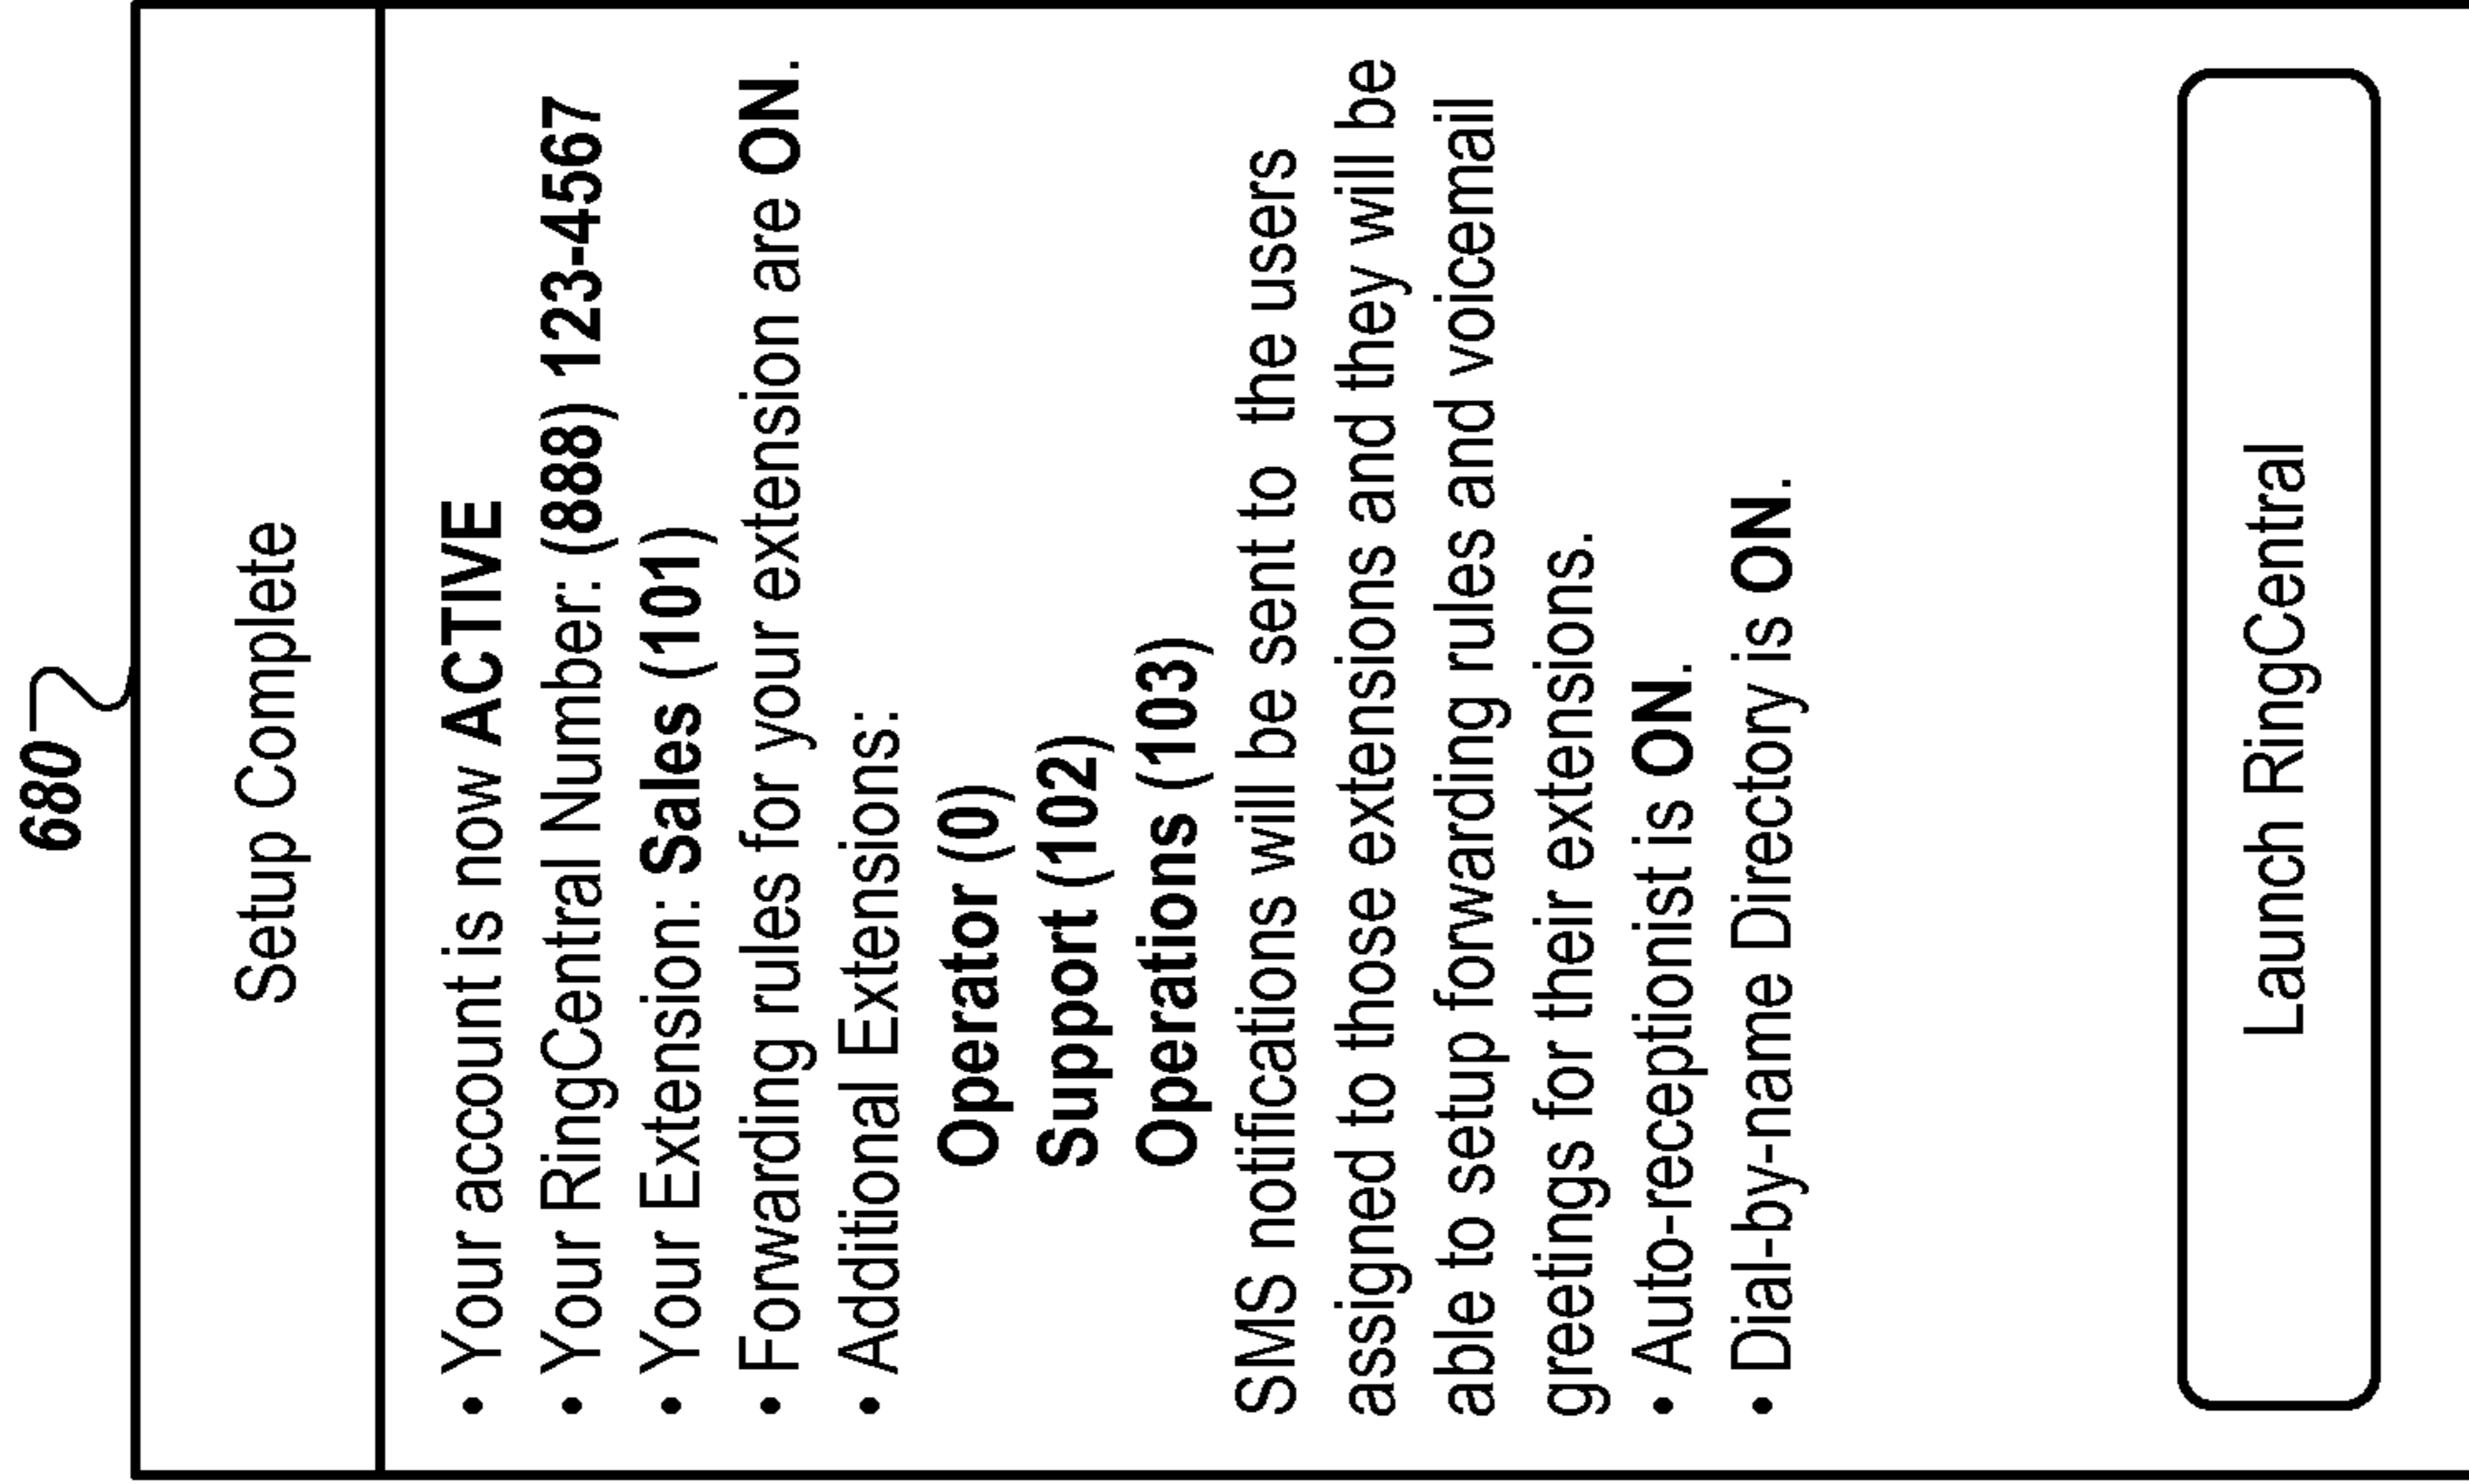 680
Setup Complete
• Your account is now ACTIVE
• Your RingCentral Number: (888) 123-4567
• Your Extension: Sales (101)
• Forwarding rules for your extension are ON.
• Additional Extensions:
Operator (0)
Support (102)
Operations (103)
SMS notifications will be sent to the users
assigned to those extensions and they will be
able to setup forwarding rules and voicemail
greetings for their extensions.
• Auto-receptionist is ON.
• Dial-by-name Directory is ON.
Launch RingCentral